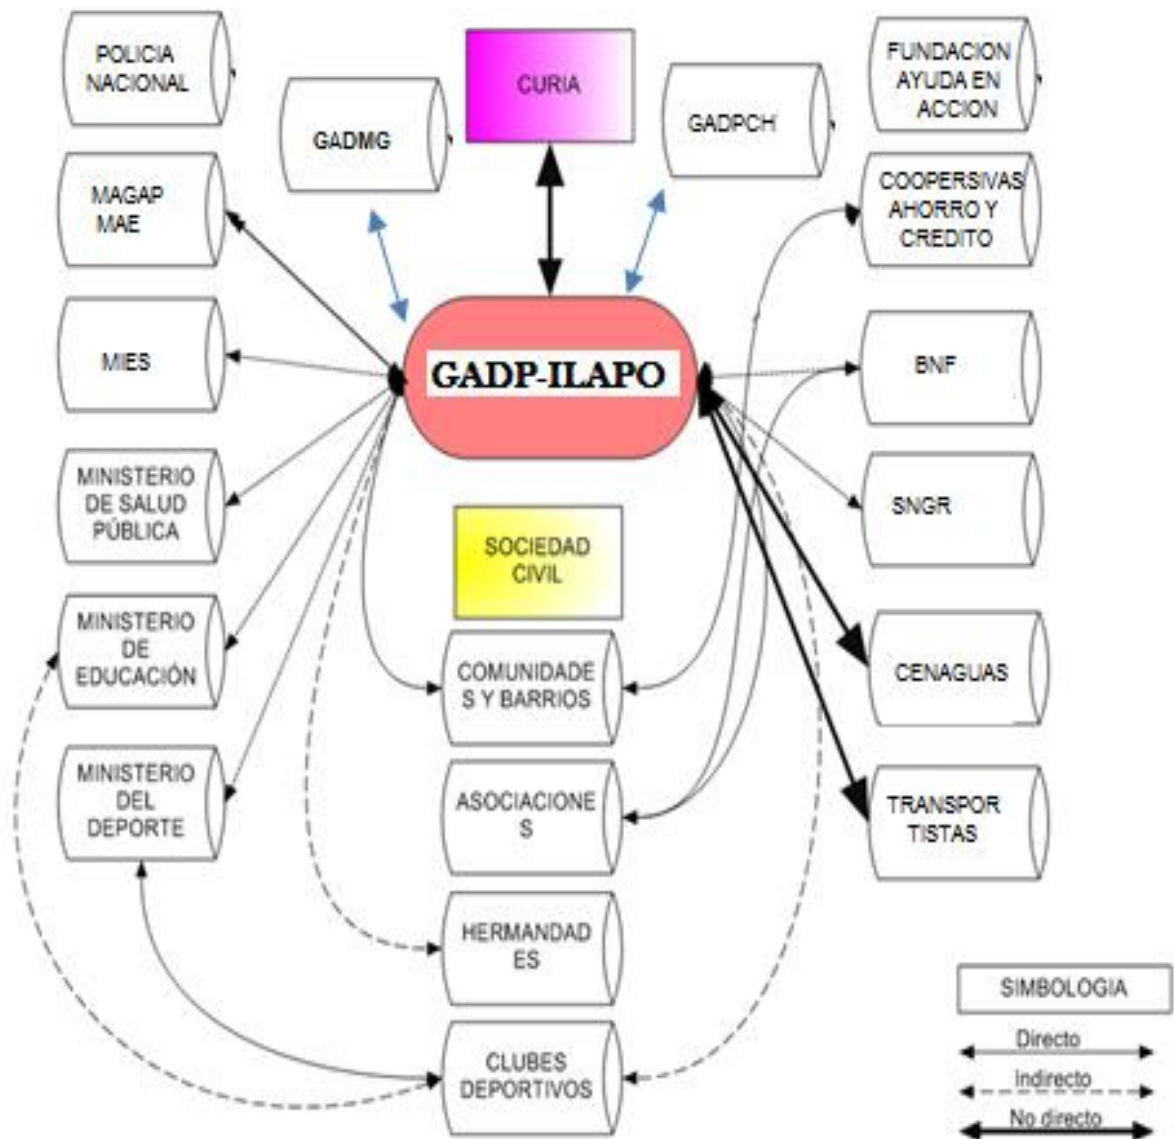 POLICIA
NACIONAL
GADMG
CURIA
GADPCH
FUNDACION
AYUDA EN
ACCION
MAGAP
MAE
COOPERSIVAS
AHORRO Y
CREDITO
MIES
GADP-ILAPO
BNF
MINISTERIO
DE SALUD
PÚBLICA
SOCIEDAD
CIVIL
SNGR
MINISTERIO
DE
EDUCACIÓN
COMUNIDADE
S Y BARRIOS
CENAGUAS
MINISTERIO
DEL
DEPORTE
ASOCIACIONE
S
TRANSPOR
TISTAS
HERMANDAD
ES
CLUBES
DEPORTIVOS
SIMBOLOGIA
Directo
Indirecto
No directo